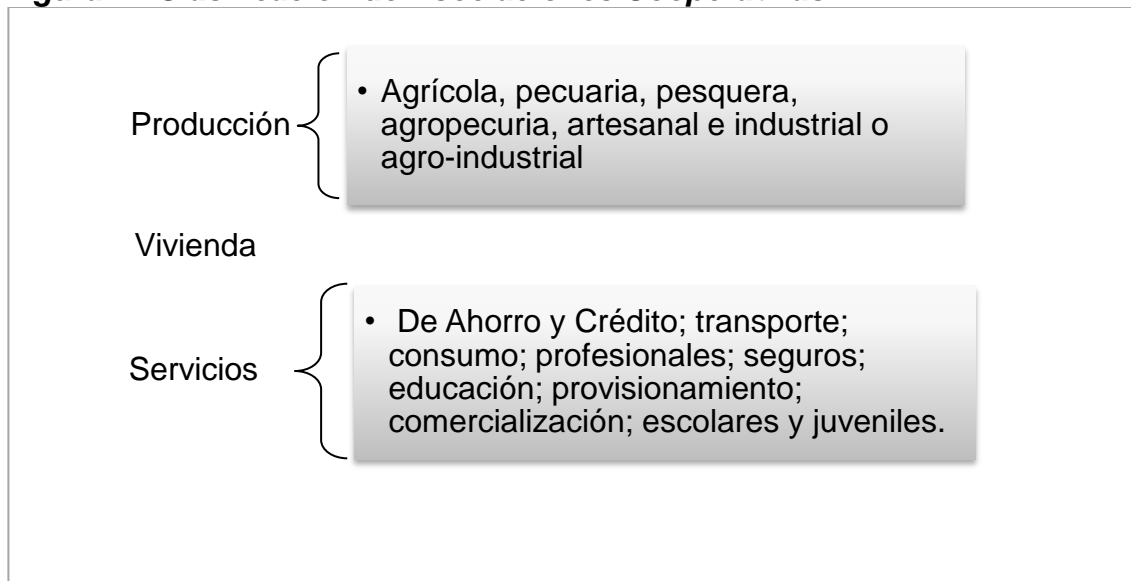 Producción
• Agrícola, pecuaria, pesquera,
agropecuria, artesanal e industrial o
agro-industrial
Vivienda
Servicios
• De Ahorro y Crédito; transporte;
consumo; profesionales; seguros;
educación; provisionamiento;
comercialización; escolares y juveniles.